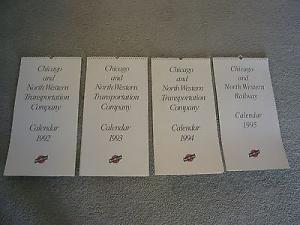 Chicago
and
North Western
Transportation
Company
Calendar
1992
Chicago
and
North Western
Transportation
Company
Calendar
1993
Chicago
and
North Western
Transportation
Company
Calendar
1994
Chicago
and
North Western
Railway
Calendar
1995